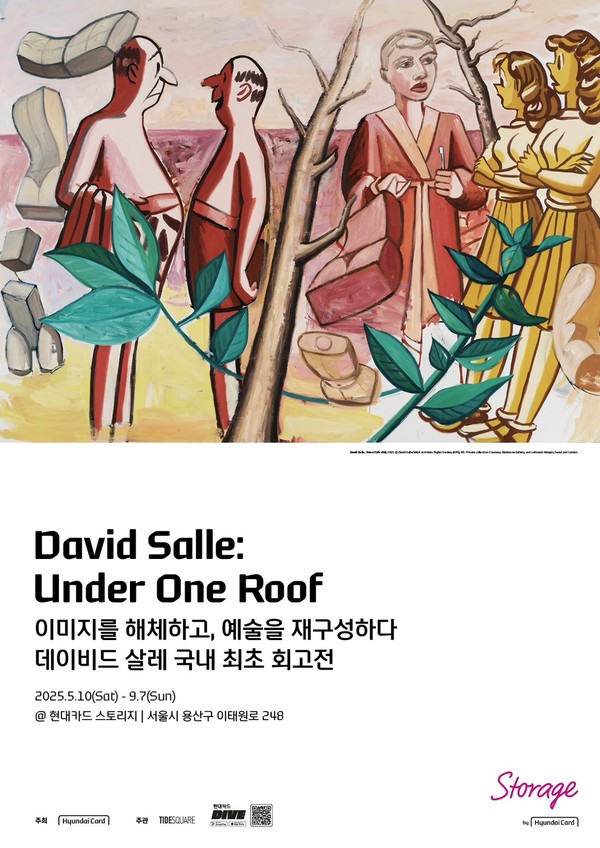 David Salle:
Under One Roof
이미지를 해체하고, 예술을 재구성하다
데이비드 살레 국내 최초 회고전
2025.5.10(Sat) - 9.7(Sun)
@ 현대카드 스토리지 | 서울시 용산구 이태원로 248
Storage
by Hyundai Card
주최 Hyundai Card 주관 TIDESQUARE 현대카드 DIVE